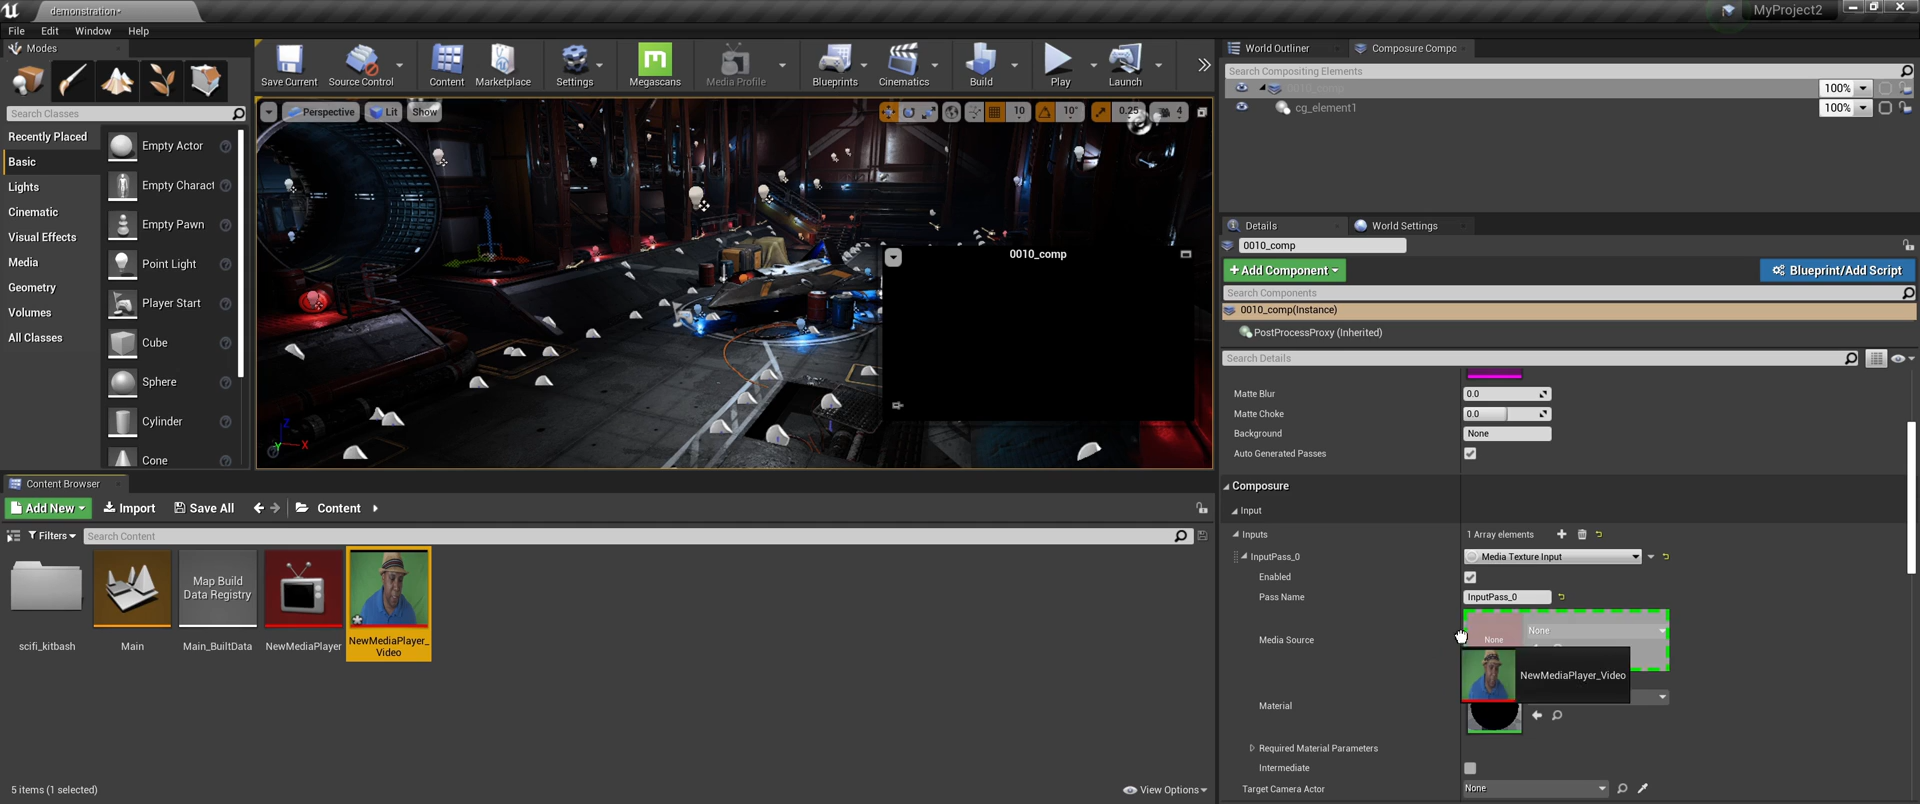 demonstration*
MyProject2
File Edit Window Help
Modes
Search Classes
Recently Placed
Basic
Lights
Cinematic
Visual Effects
Media
Geometry
Volumes
All Classes
Empty Actor
Empty Charact
Empty Pawn
Point Light
Player Start
Cube
Sphere
Cylinder
Cone
Save Current
Source Control
Content
Marketplace
Settings
Megascans
Media Profile
Blueprints
Cinematics
Build
Play
Launch
Perspective Lit Show
10 10° 0.25 4
0010_comp
Z
Y X
World Outliner Composure Compo
Search Compositing Elements
0010_comp 100%
cg_element1 100%
Details World Settings
0010_comp
+Add Component Blueprint/Add Script
Search Components
0010_comp(Instance)
PostProcessProxy (Inherited)
Search Details
Matte Blur 0.0
Matte Choke 0.0
Background None
Auto Generated Passes
Composure
Input
Inputs 1 Array elements
InputPass_0 Media Texture Input
Enabled
Pass Name InputPass_0
Media Source None None
NewMediaPlayer_Video
Material
Required Material Parameters
Intermediate
Target Camera Actor None
Content Browser
Add New Import Save All Content
Filters Search Content
scifi_kitbash
Main
Map Build
Data Registry
Main_BuiltData
NewMediaPlayer
NewMediaPlayer_
Video
5 items (1 selected)
View Options